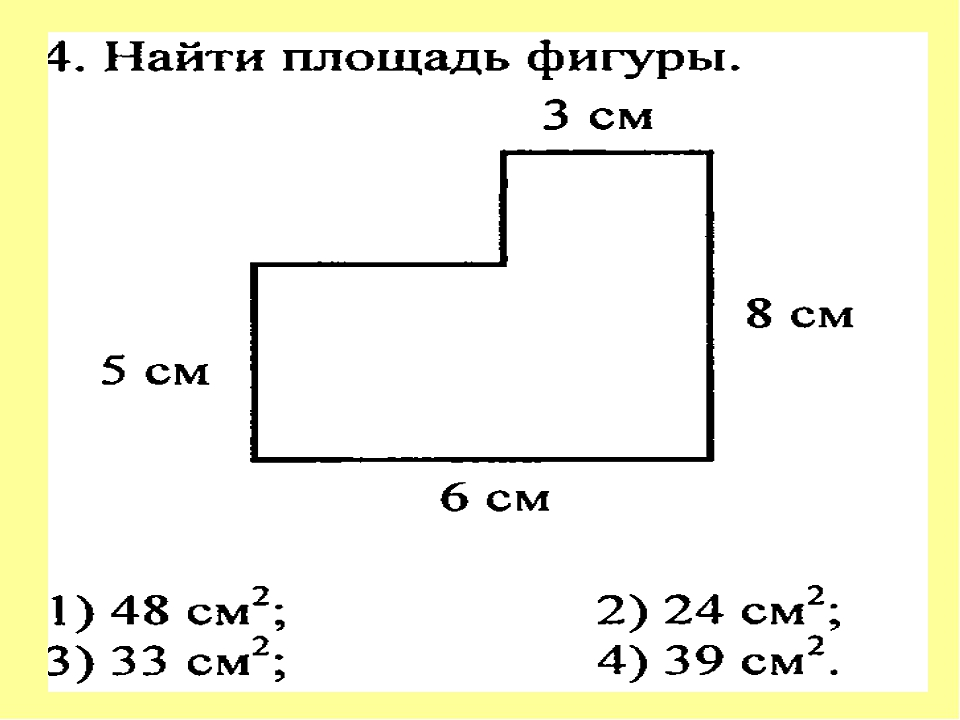 4. Найти площадь фигуры.
3 см
8 см
5 см
6 см
1) 48 см²; 2) 24 см²;
3) 33 см²; 4) 39 см².